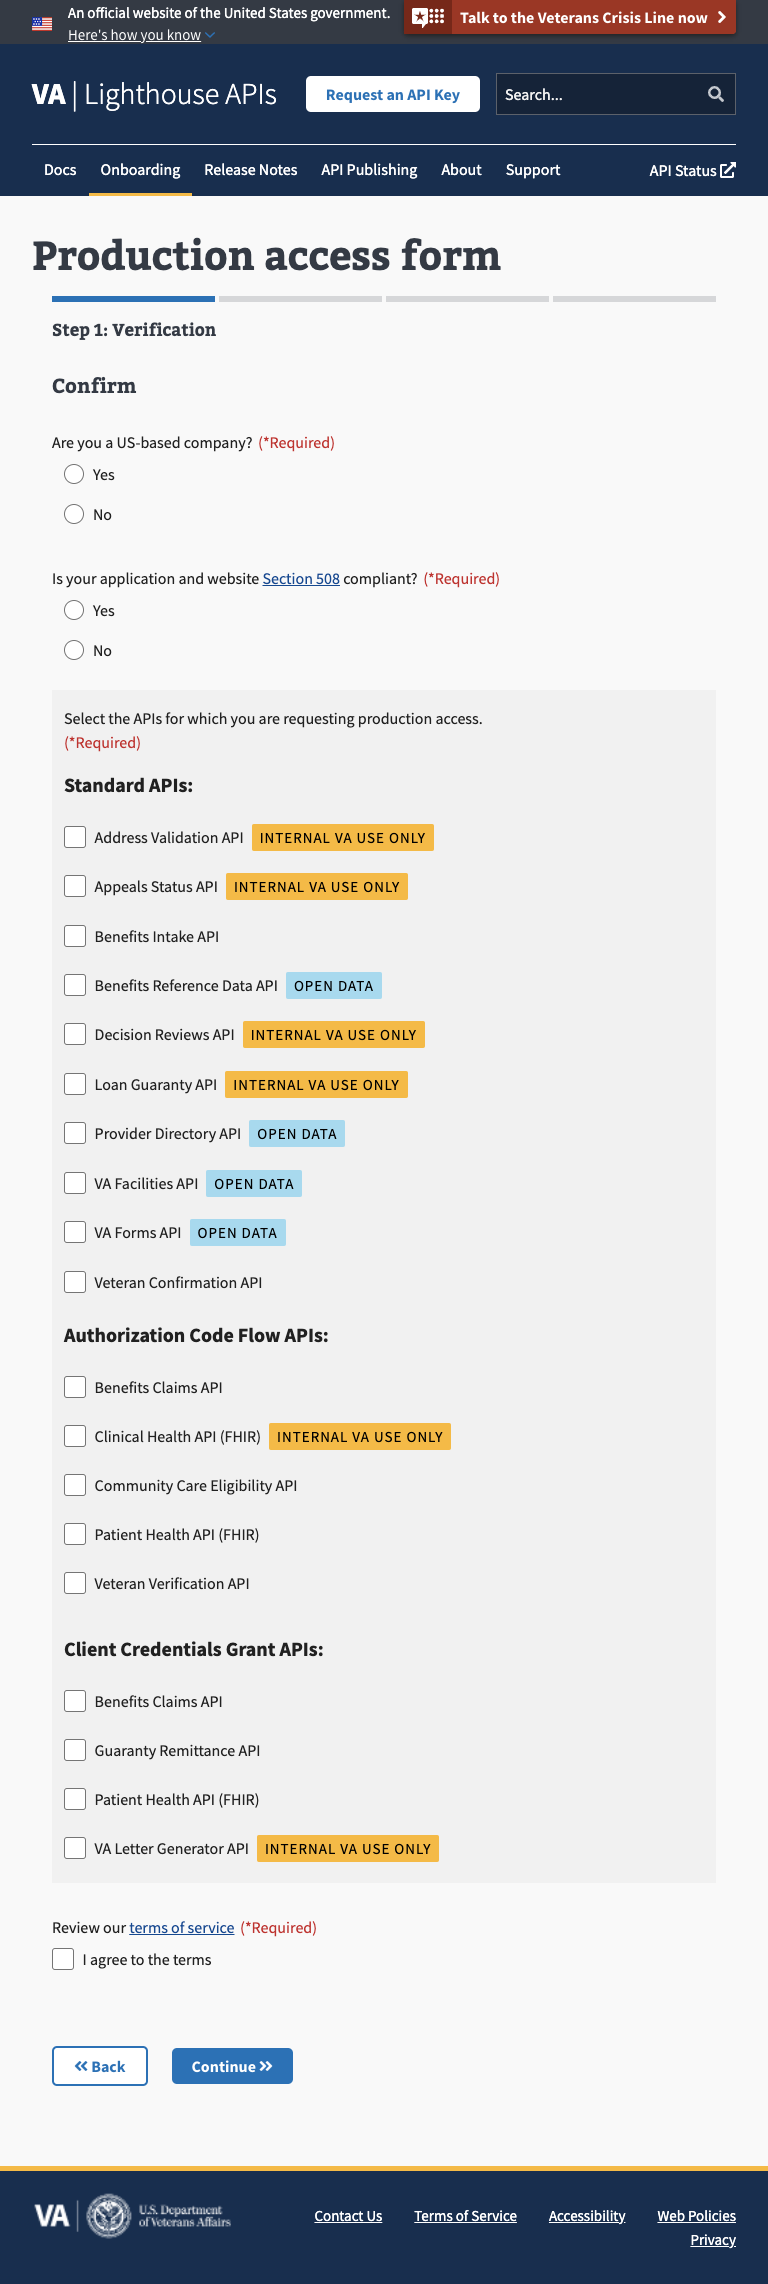 An official website of the United States government.
Here's how you know
Talk to the Veterans Crisis Line now
VA | Lighthouse APIs
Request an API Key
Search...
Docs Onboarding Release Notes API Publishing About Support API Status
Production access form
Step 1: Verification
Confirm
Are you a US-based company? (*Required)
Yes
No
Is your application and website Section 508 compliant? (*Required)
Yes
No
Select the APIs for which you are requesting production access.
(*Required)
Standard APIs:
Address Validation API INTERNAL VA USE ONLY
Appeals Status API INTERNAL VA USE ONLY
Benefits Intake API
Benefits Reference Data API OPEN DATA
Decision Reviews API INTERNAL VA USE ONLY
Loan Guaranty API INTERNAL VA USE ONLY
Provider Directory API OPEN DATA
VA Facilities API OPEN DATA
VA Forms API OPEN DATA
Veteran Confirmation API
Authorization Code Flow APIs:
Benefits Claims API
Clinical Health API (FHIR) INTERNAL VA USE ONLY
Community Care Eligibility API
Patient Health API (FHIR)
Veteran Verification API
Client Credentials Grant APIs:
Benefits Claims API
Guaranty Remittance API
Patient Health API (FHIR)
VA Letter Generator API INTERNAL VA USE ONLY
Review our terms of service (*Required)
I agree to the terms
Back
Continue
VA
U.S. Department
of Veterans Affairs
Contact Us Terms of Service Accessibility Web Policies
Privacy